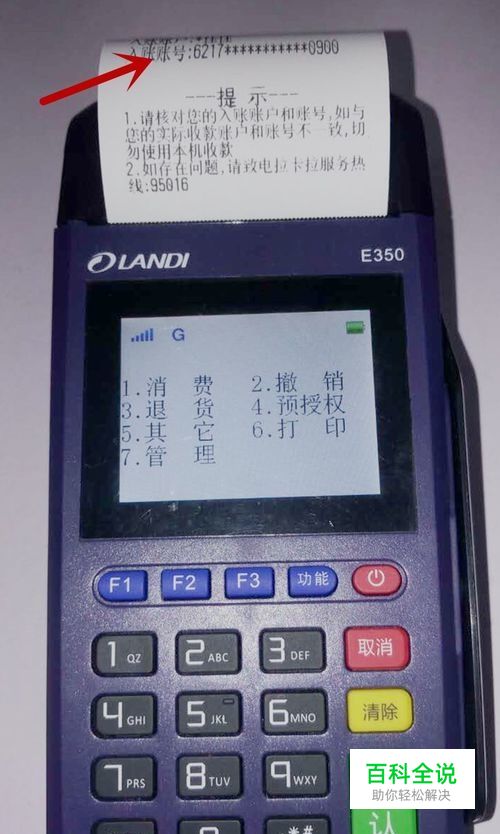 入账账户:*
入账账号:6217***********0900
---提 示---
1.请核对您的入账账户和账号,如与
您的实际收款账户和账号不一致,切
勿使用本机收款
2.如存在问题,请致电拉卡拉服务热
线:95016
LANDI
E350
G
1.消 费 2.撤 销
3.退 货 4.预授权
5.其 它 6.打 印
7.管 理
F1 F2 F3 功能
1 QZ 2 ABC 3 DEF 取消
4 GHI 5 JKL 6 MNO 清除
7 PRS 8 TUV 9 WXY
*#
百科全说
助你轻松解决